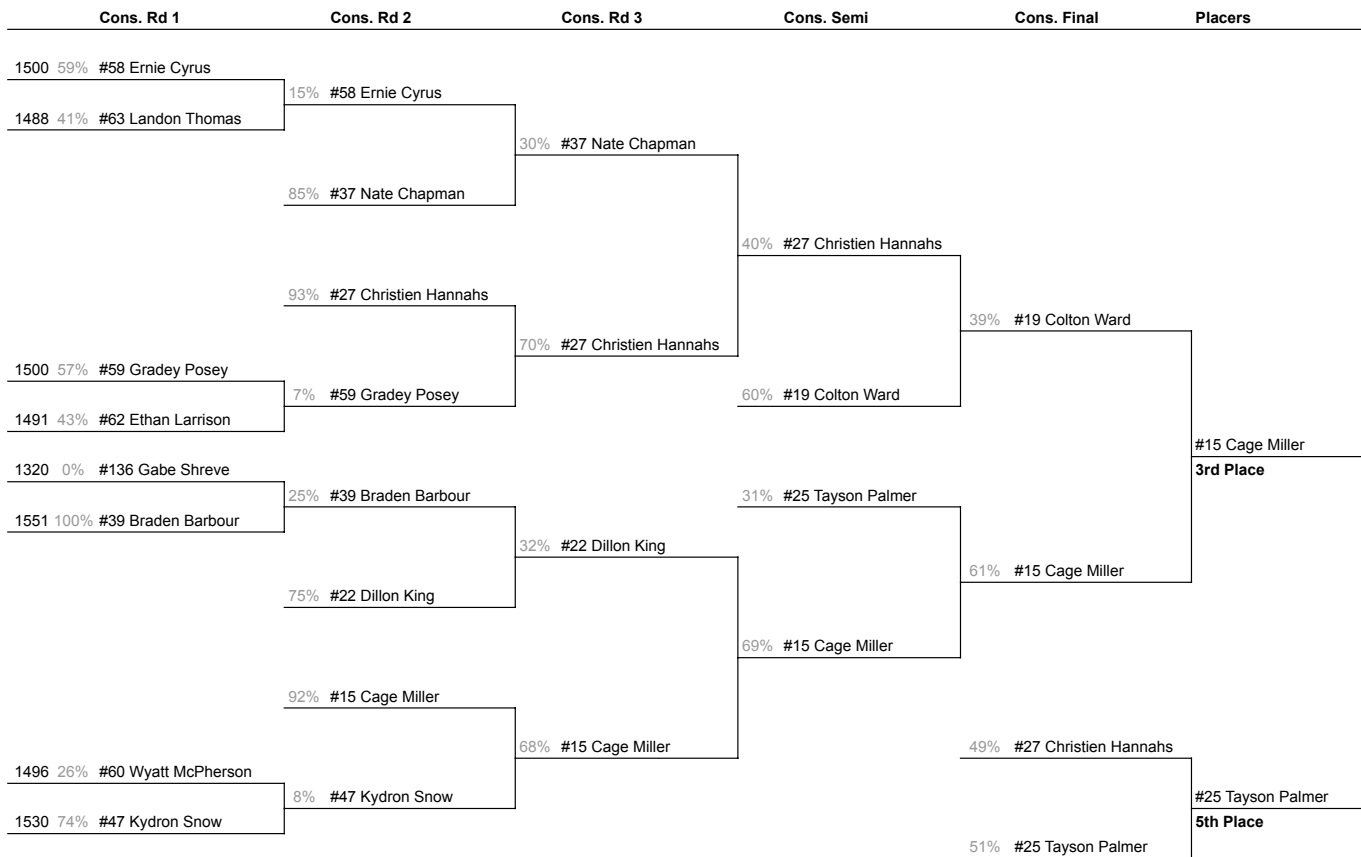 Cons. Rd 1 Cons. Rd 2 Cons. Rd 3 Cons. Semi Cons. Final Placers
1500 59% #58 Ernie Cyrus
15% #58 Ernie Cyrus
1488 41% #63 Landon Thomas
30% #37 Nate Chapman
85% #37 Nate Chapman
40% #27 Christien Hannahs
93% #27 Christien Hannahs
39% #19 Colton Ward
70% #27 Christien Hannahs
1500 57% #59 Gradey Posey
7% #59 Gradey Posey
60% #19 Colton Ward
1491 43% #62 Ethan Larrison
#15 Cage Miller
1320 0% #136 Gabe Shreve
3rd Place
25% #39 Braden Barbour
31% #25 Tayson Palmer
1551 100% #39 Braden Barbour
32% #22 Dillon King
61% #15 Cage Miller
75% #22 Dillon King
69% #15 Cage Miller
92% #15 Cage Miller
68% #15 Cage Miller
49% #27 Christien Hannahs
1496 26% #60 Wyatt McPherson
8% #47 Kydron Snow
#25 Tayson Palmer
1530 74% #47 Kydron Snow
5th Place
51% #25 Tayson Palmer